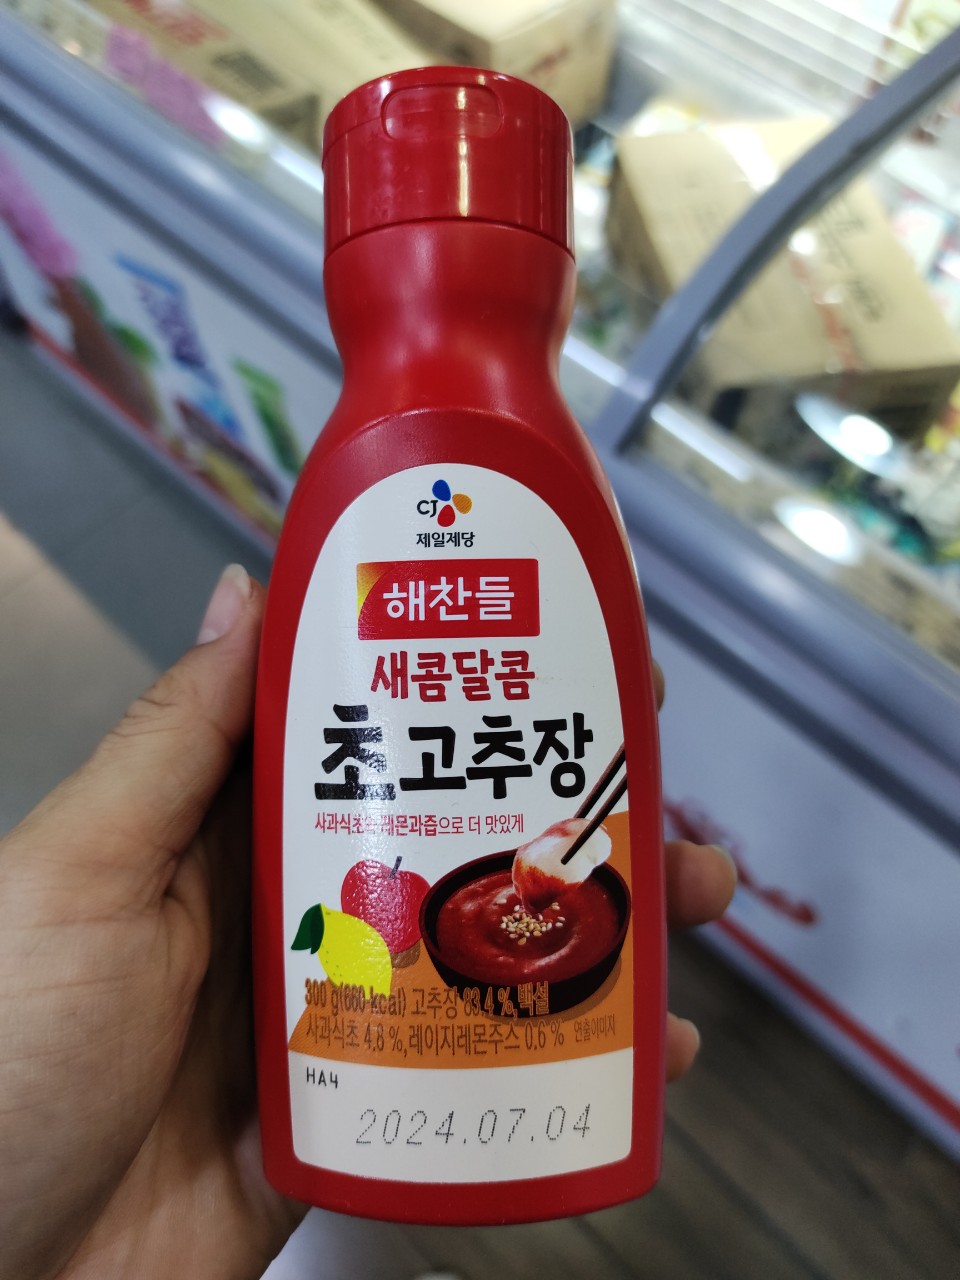 CJ
제일제당
해찬들
새콤달콤
초고추장
사과식초와 레몬과즙으로 더 맛있게
300 g(660 kcal) 고추장 83.4 %,백설
사과식초 4.8 %,레이지레몬주스 0.6 % 연출이미지
HA4
2024.07.04